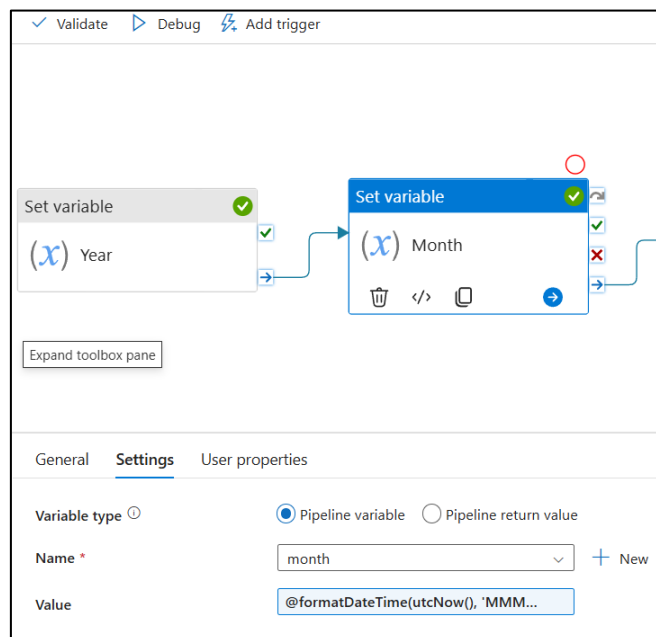 Validate Debug Add trigger
Set variable
(x) Year
Set variable
(x) Month
</>
Expand toolbox pane
General Settings User properties
Variable type Pipeline variable Pipeline return value
Name * month + New
Value @formatDateTime(utcNow(), 'MMM...